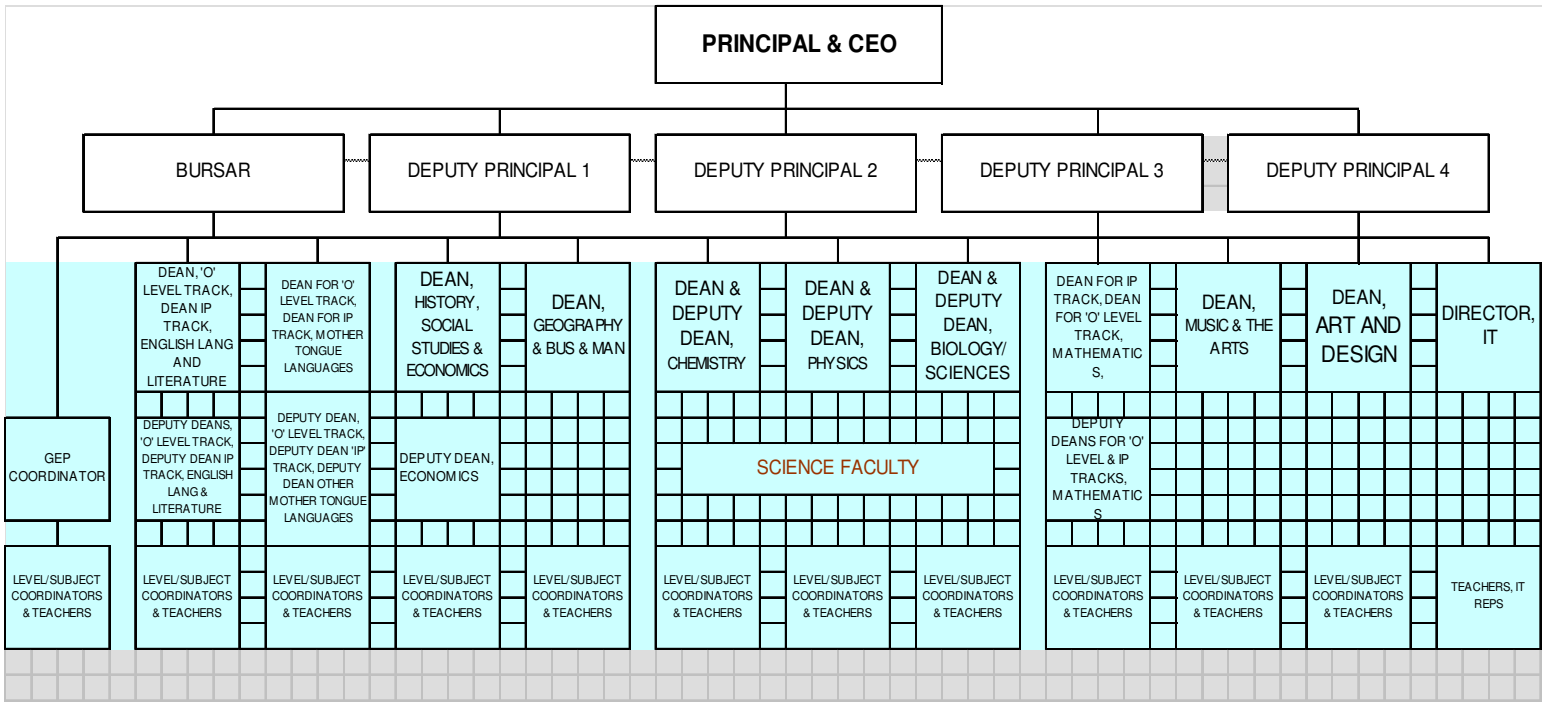 PRINCIPAL & CEO
BURSAR
DEPUTY PRINCIPAL 1
DEPUTY PRINCIPAL 2
DEPUTY PRINCIPAL 3
DEPUTY PRINCIPAL 4
DEAN, 'O'
LEVEL TRACK,
DEAN IP
TRACK,
ENGLISH LANG
AND
LITERATURE
DEAN FOR 'O'
LEVEL TRACK,
DEAN FOR IP
TRACK, MOTHER
TONGUE
LANGUAGES
DEAN,
HISTORY,
SOCIAL
STUDIES &
ECONOMICS
DEAN,
GEOGRAPHY
& BUS & MAN
DEAN &
DEPUTY
DEAN,
CHEMISTRY
DEAN &
DEPUTY
DEAN,
PHYSICS
DEAN &
DEPUTY
DEAN,
BIOLOGY/
SCIENCES
DEAN FOR IP
TRACK, DEAN
FOR 'O' LEVEL
TRACK,
MATHEMATIC
S,
DEAN,
MUSIC & THE
ARTS
DEAN,
ART AND
DESIGN
DIRECTOR,
IT
GEP
COORDINATOR
DEPUTY DEANS,
'O' LEVEL TRACK,
DEPUTY DEAN IP
TRACK, ENGLISH
LANG &
LITERATURE
DEPUTY DEAN,
'O' LEVEL TRACK,
DEPUTY DEAN 'IP'
TRACK, DEPUTY
DEAN OTHER
MOTHER TONGUE
LANGUAGES
DEPUTY DEAN,
ECONOMICS
SCIENCE FACULTY
DEPUTY
DEANS FOR 'O'
LEVEL & IP
TRACKS,
MATHEMATIC
S
LEVEL/SUBJECT
COORDINATORS
& TEACHERS
LEVEL/SUBJECT
COORDINATORS
& TEACHERS
LEVEL/SUBJECT
COORDINATORS
& TEACHERS
LEVEL/SUBJECT
COORDINATORS
& TEACHERS
LEVEL/SUBJECT
COORDINATORS
& TEACHERS
LEVEL/SUBJECT
COORDINATORS
& TEACHERS
LEVEL/SUBJECT
COORDINATORS
& TEACHERS
LEVEL/SUBJECT
COORDINATORS
& TEACHERS
LEVEL/SUBJECT
COORDINATORS
& TEACHERS
LEVEL/SUBJECT
COORDINATORS
& TEACHERS
LEVEL/SUBJECT
COORDINATORS
& TEACHERS
TEACHERS, IT
REPS